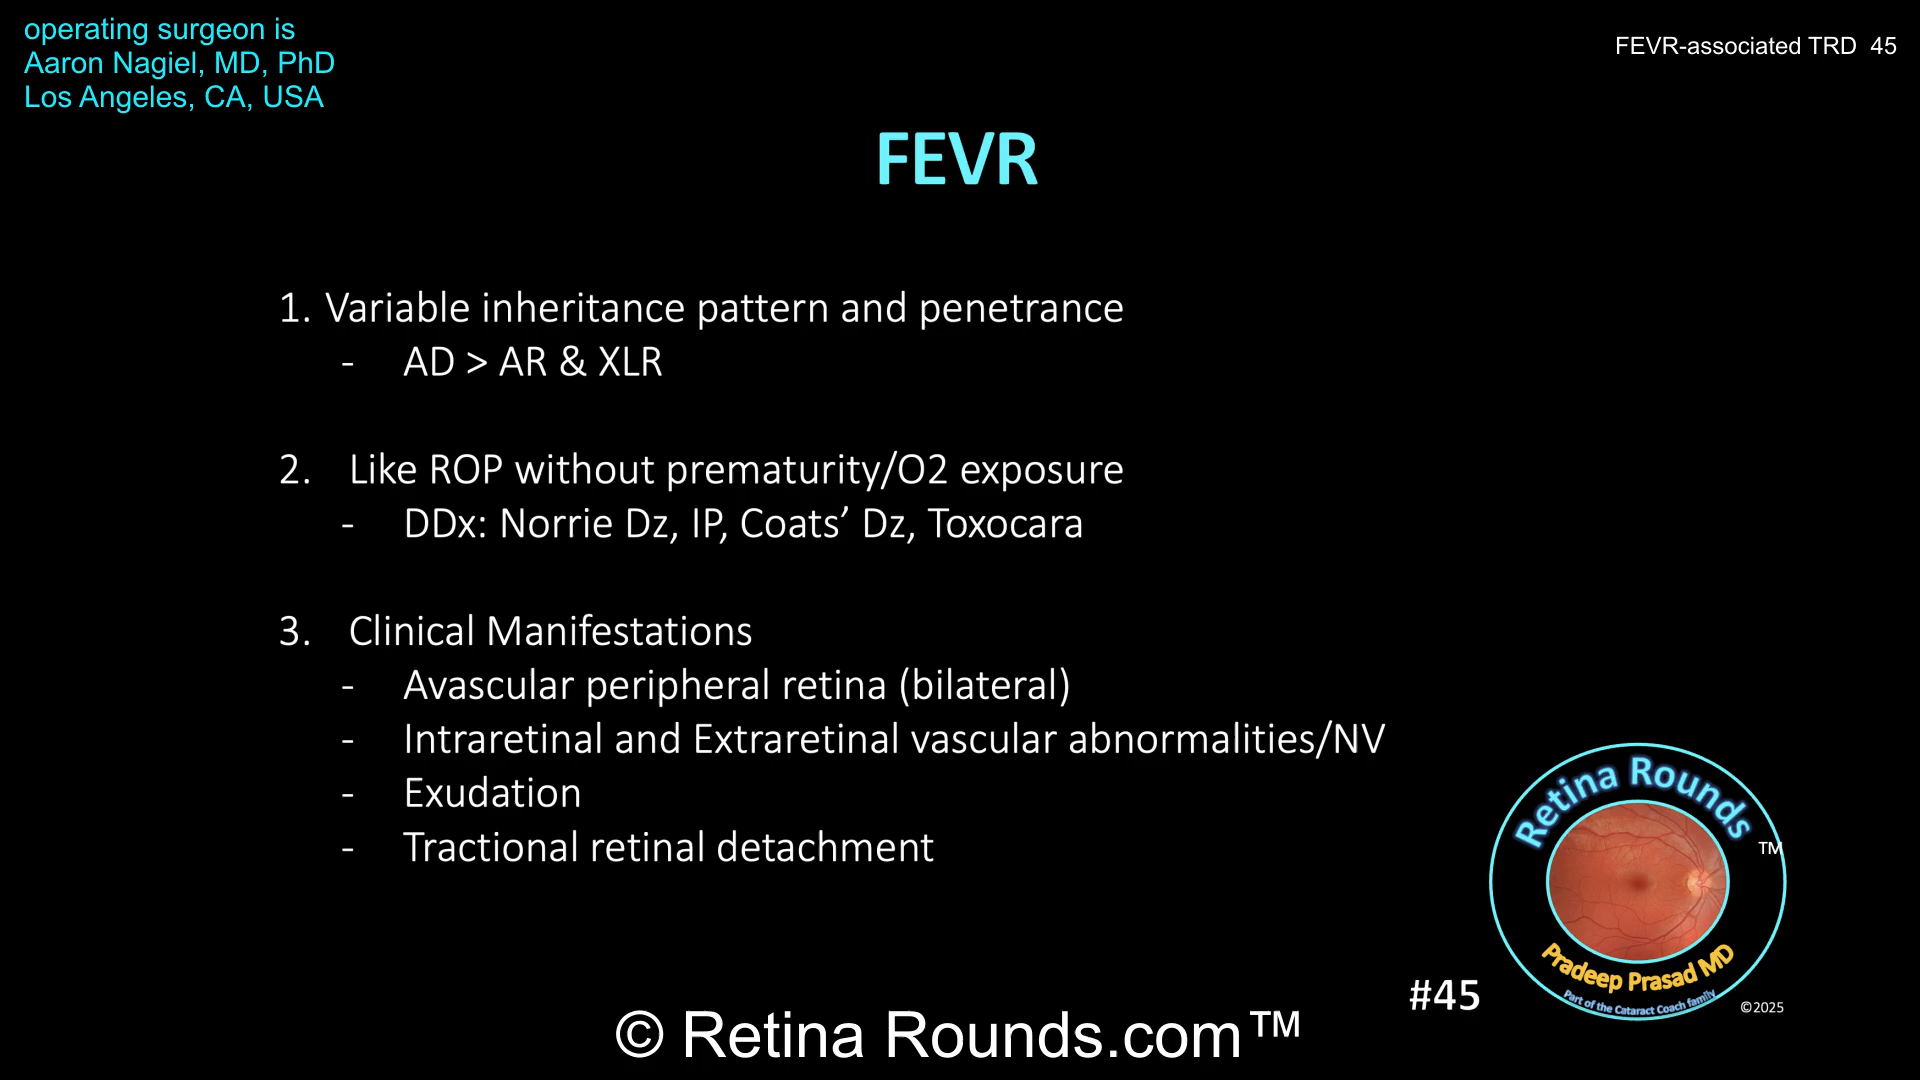 operating surgeon is
Aaron Nagiel, MD, PhD
Los Angeles, CA, USA
FEVR-associated TRD 45
FEVR
1. Variable inheritance pattern and penetrance
- AD > AR & XLR
2. Like ROP without prematurity/O2 exposure
- DDx: Norrie Dz, IP, Coats’ Dz, Toxocara
3. Clinical Manifestations
- Avascular peripheral retina (bilateral)
- Intraretinal and Extraretinal vascular abnormalities/NV
- Exudation
- Tractional retinal detachment
Retina Rounds
TM
Pradeep Prasad MD
Part of the Cataract Coach family
©2025
#45
© Retina Rounds.com™